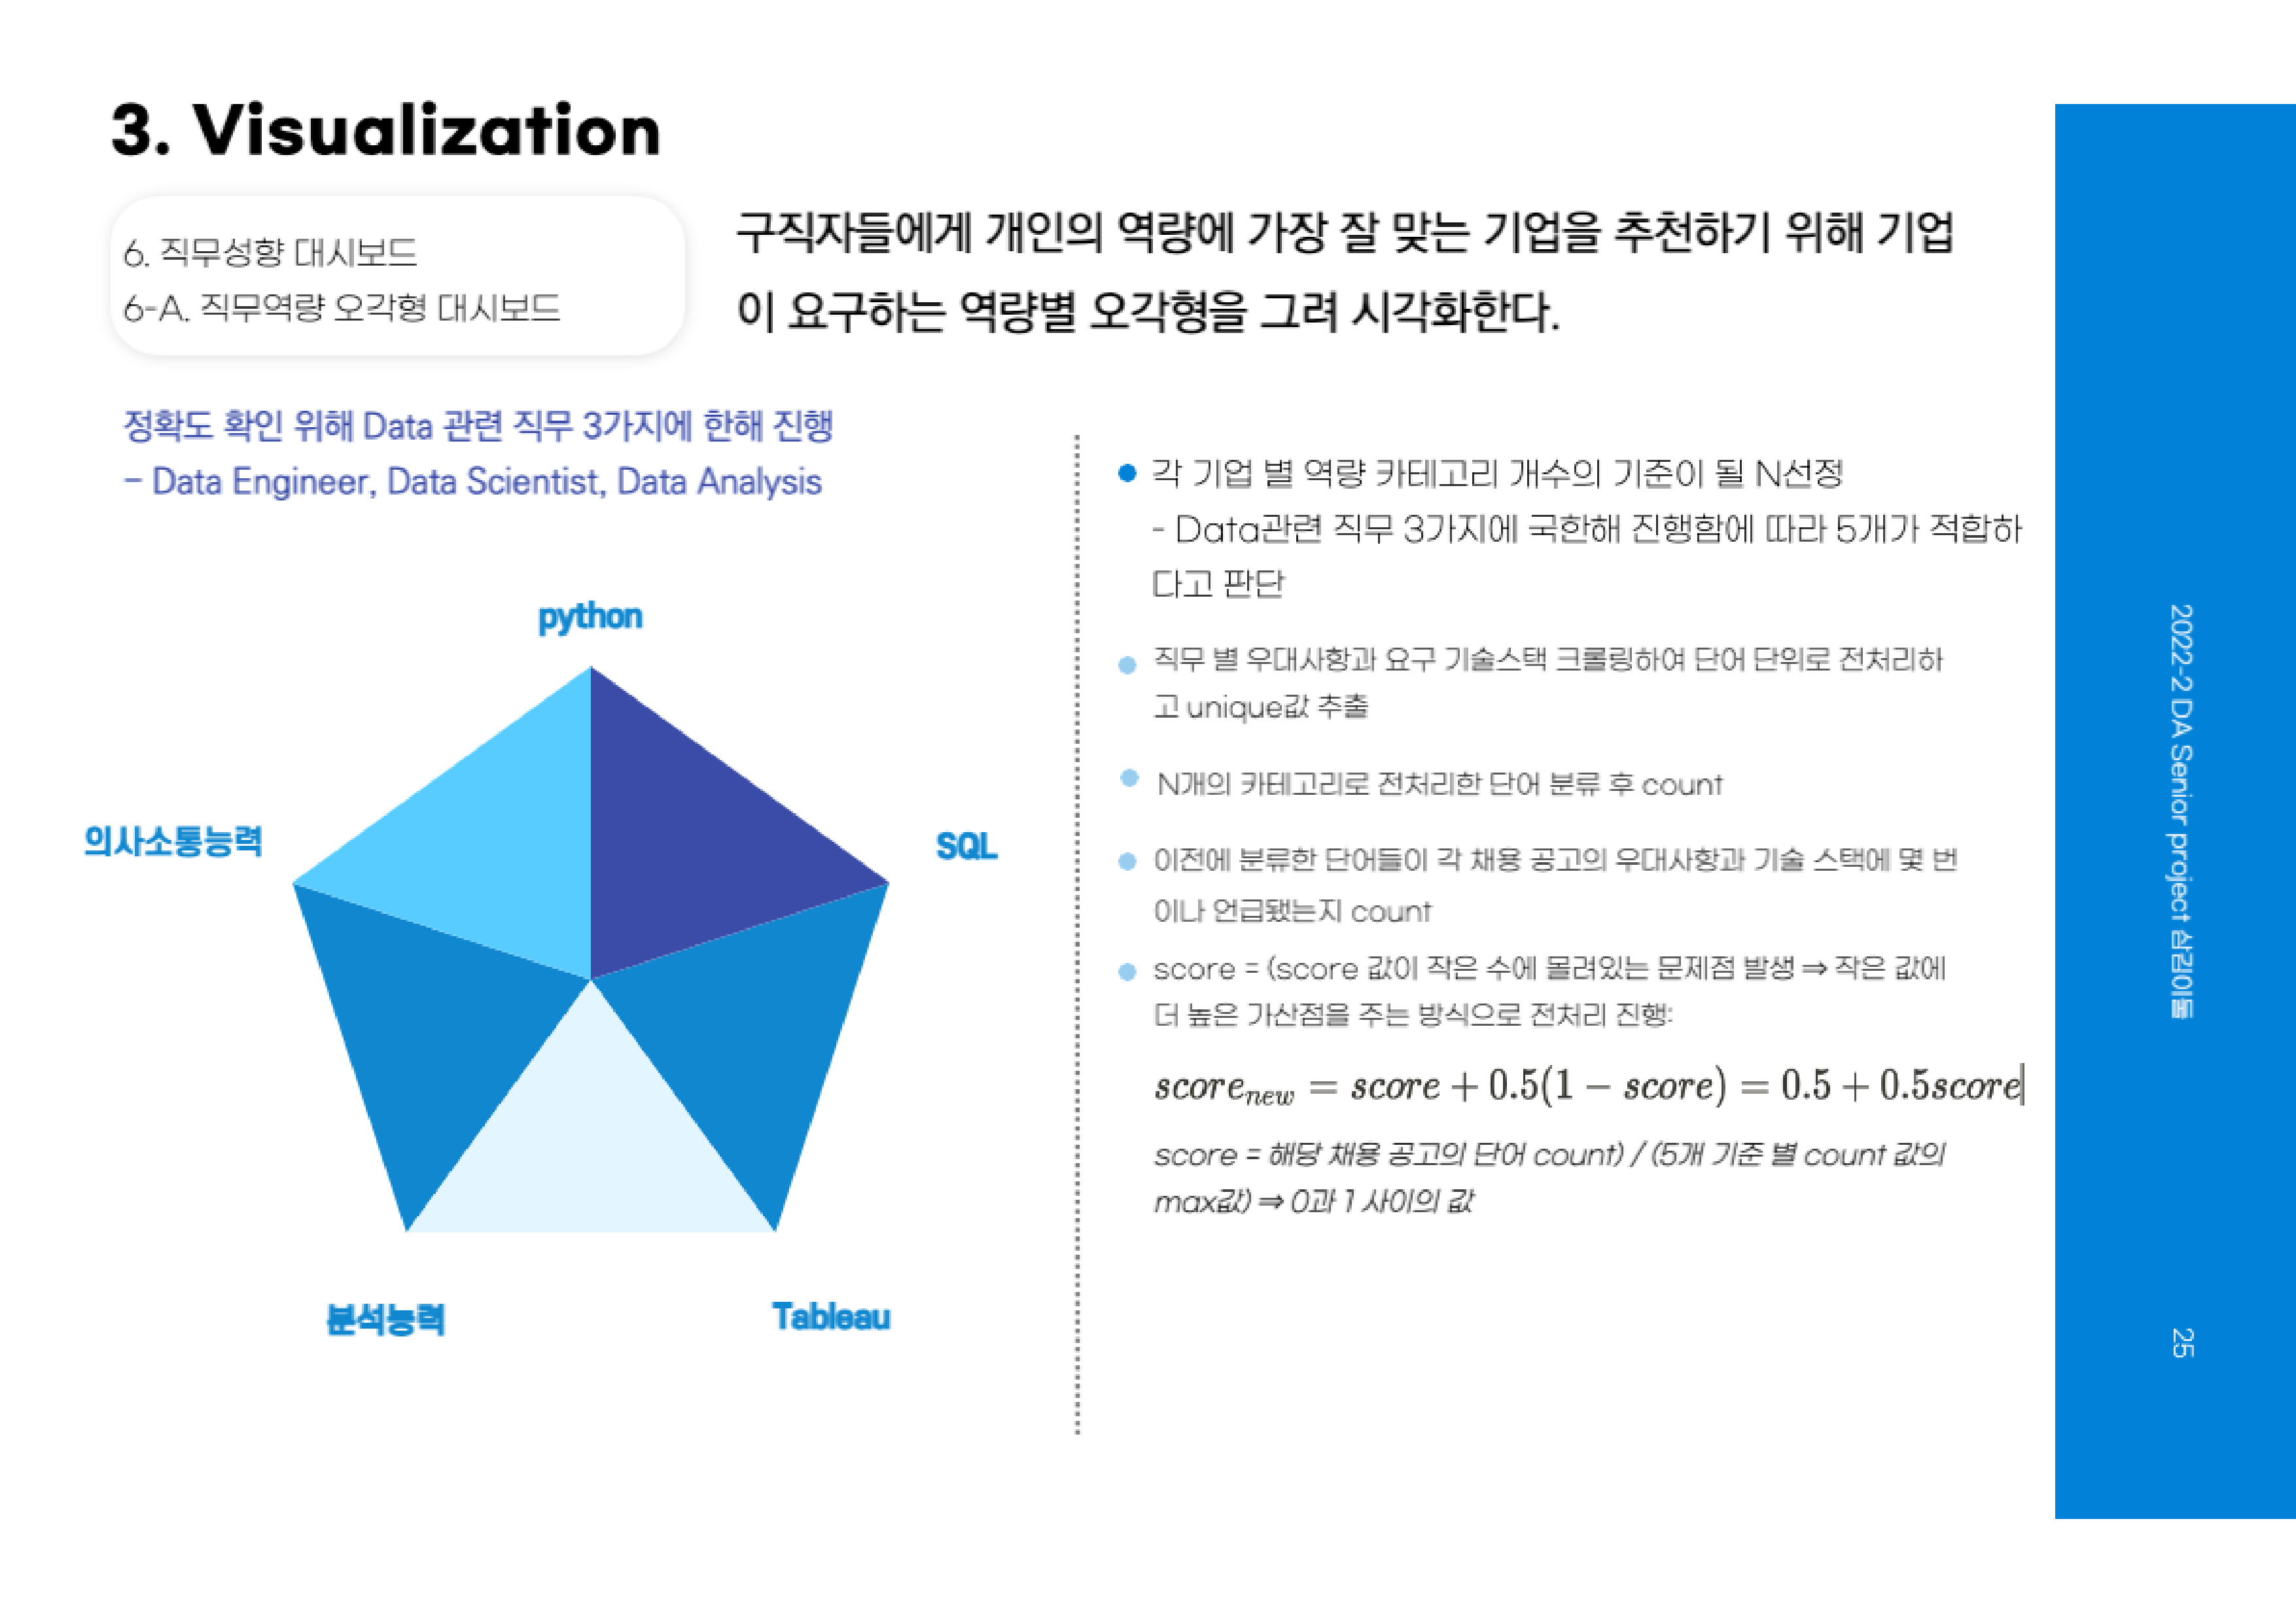 3. Visualization
6. 직무성향 대시보드
6-A. 직무역량 오각형 대시보드
구직자들에게 개인의 역량에 가장 잘 맞는 기업을 추천하기 위해 기업
이 요구하는 역량별 오각형을 그려 시각화한다.
정확도 확인 위해 Data 관련 직무 3가지에 한해 진행
– Data Engineer, Data Scientist, Data Analysis
python
의사소통능력
SQL
분석능력
Tableau
각 기업 별 역량 카테고리 개수의 기준이 될 N선정
- Data관련 직무 3가지에 국한해 진행함에 따라 5개가 적합하
다고 판단
직무 별 우대사항과 요구 기술스택 크롤링하여 단어 단위로 전처리하
고 unique값 추출
N개의 카테고리로 전처리한 단어 분류 후 count
이전에 분류한 단어들이 각 채용 공고의 우대사항과 기술 스택에 몇 번
이나 언급됐는지 count
score = (score 값이 작은 수에 몰려있는 문제점 발생 ⇒ 작은 값에
더 높은 가산점을 주는 방식으로 전처리 진행:
score_new = score + 0.5(1 − score) = 0.5 + 0.5score
score = 해당 채용 공고의 단어 count) / (5개 기준 별 count 값의
max값) ⇒ 0과 1 사이의 값
2022-2 DA Senior project 삼김이돌
25